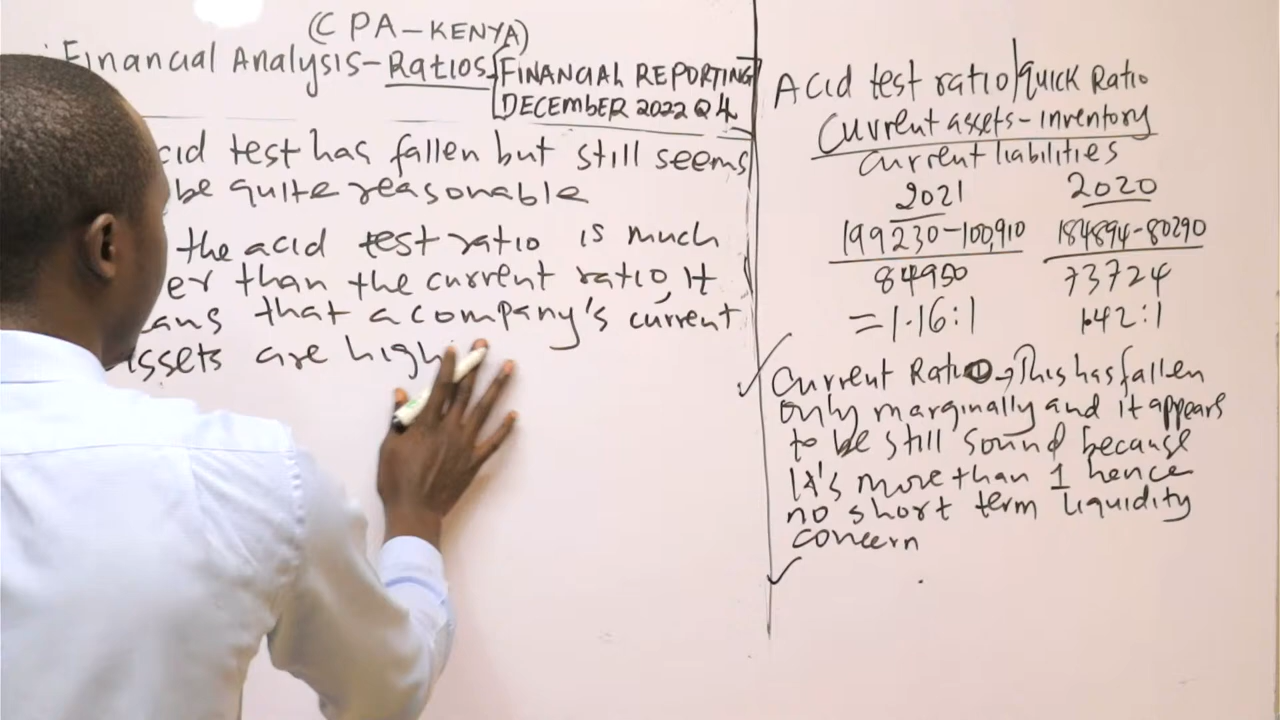 (CPA-KENYA)
Financial Analysis-Ratios
FINANCIAL REPORTING
DECEMBER 2022 Q4
test has fallen but still seems
be quite reasonable
the acid test ratio is much
than the current ratio, It
that a company's current
are high
Acid test ratio/Quick Ratio
Current assets-inventory
Current liabilities
2021 2020
199230-100,910 184894-80290
84950 73724
=1.16:1 1.42:1
Current Ratio → This has fallen
only marginally and it appears
to be still sound because
It's more than 1 hence
no short term liquidity
concern